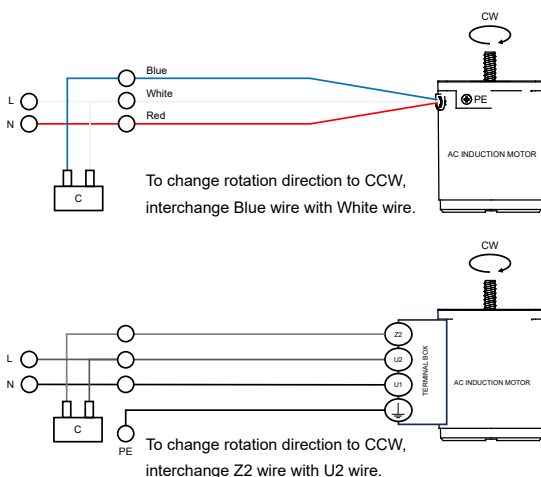 CW
Blue
White
L
PE
Red
N
AC INDUCTION MOTOR
C
To change rotation direction to CCW,
interchange Blue wire with White wire.
CW
Z2
L
U2
TERMINAL BOX
N
U1
AC INDUCTION MOTOR
C
PE
To change rotation direction to CCW,
interchange Z2 wire with U2 wire.